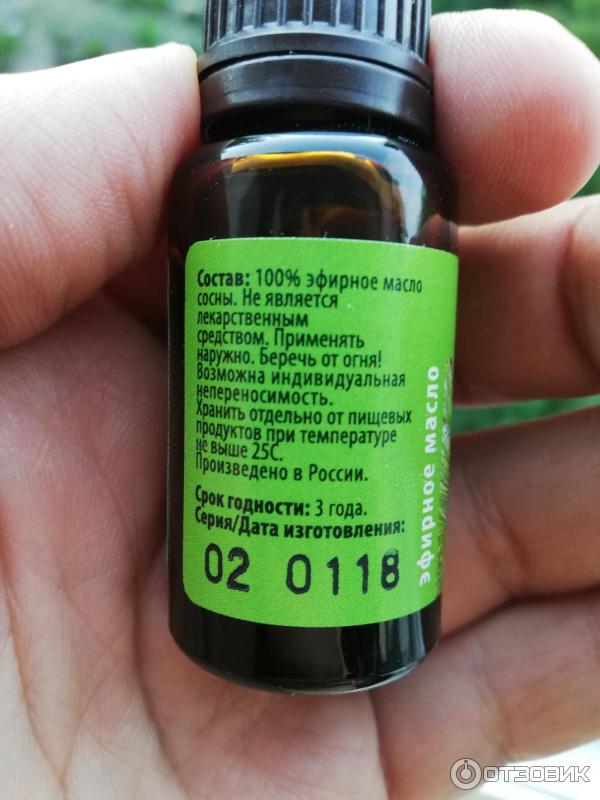 Состав: 100% эфирное масло
сосны. Не является
лекарственным
средством. Применять
наружно. Беречь от огня!
Возможна индивидуальная
непереносимость.
Хранить отдельно от пищевых
продуктов при температуре
не выше 25С.
Произведено в России.
Срок годности: 3 года.
Серия/Дата изготовления:
02 0118
эфирное масло
ОТЗОВИК